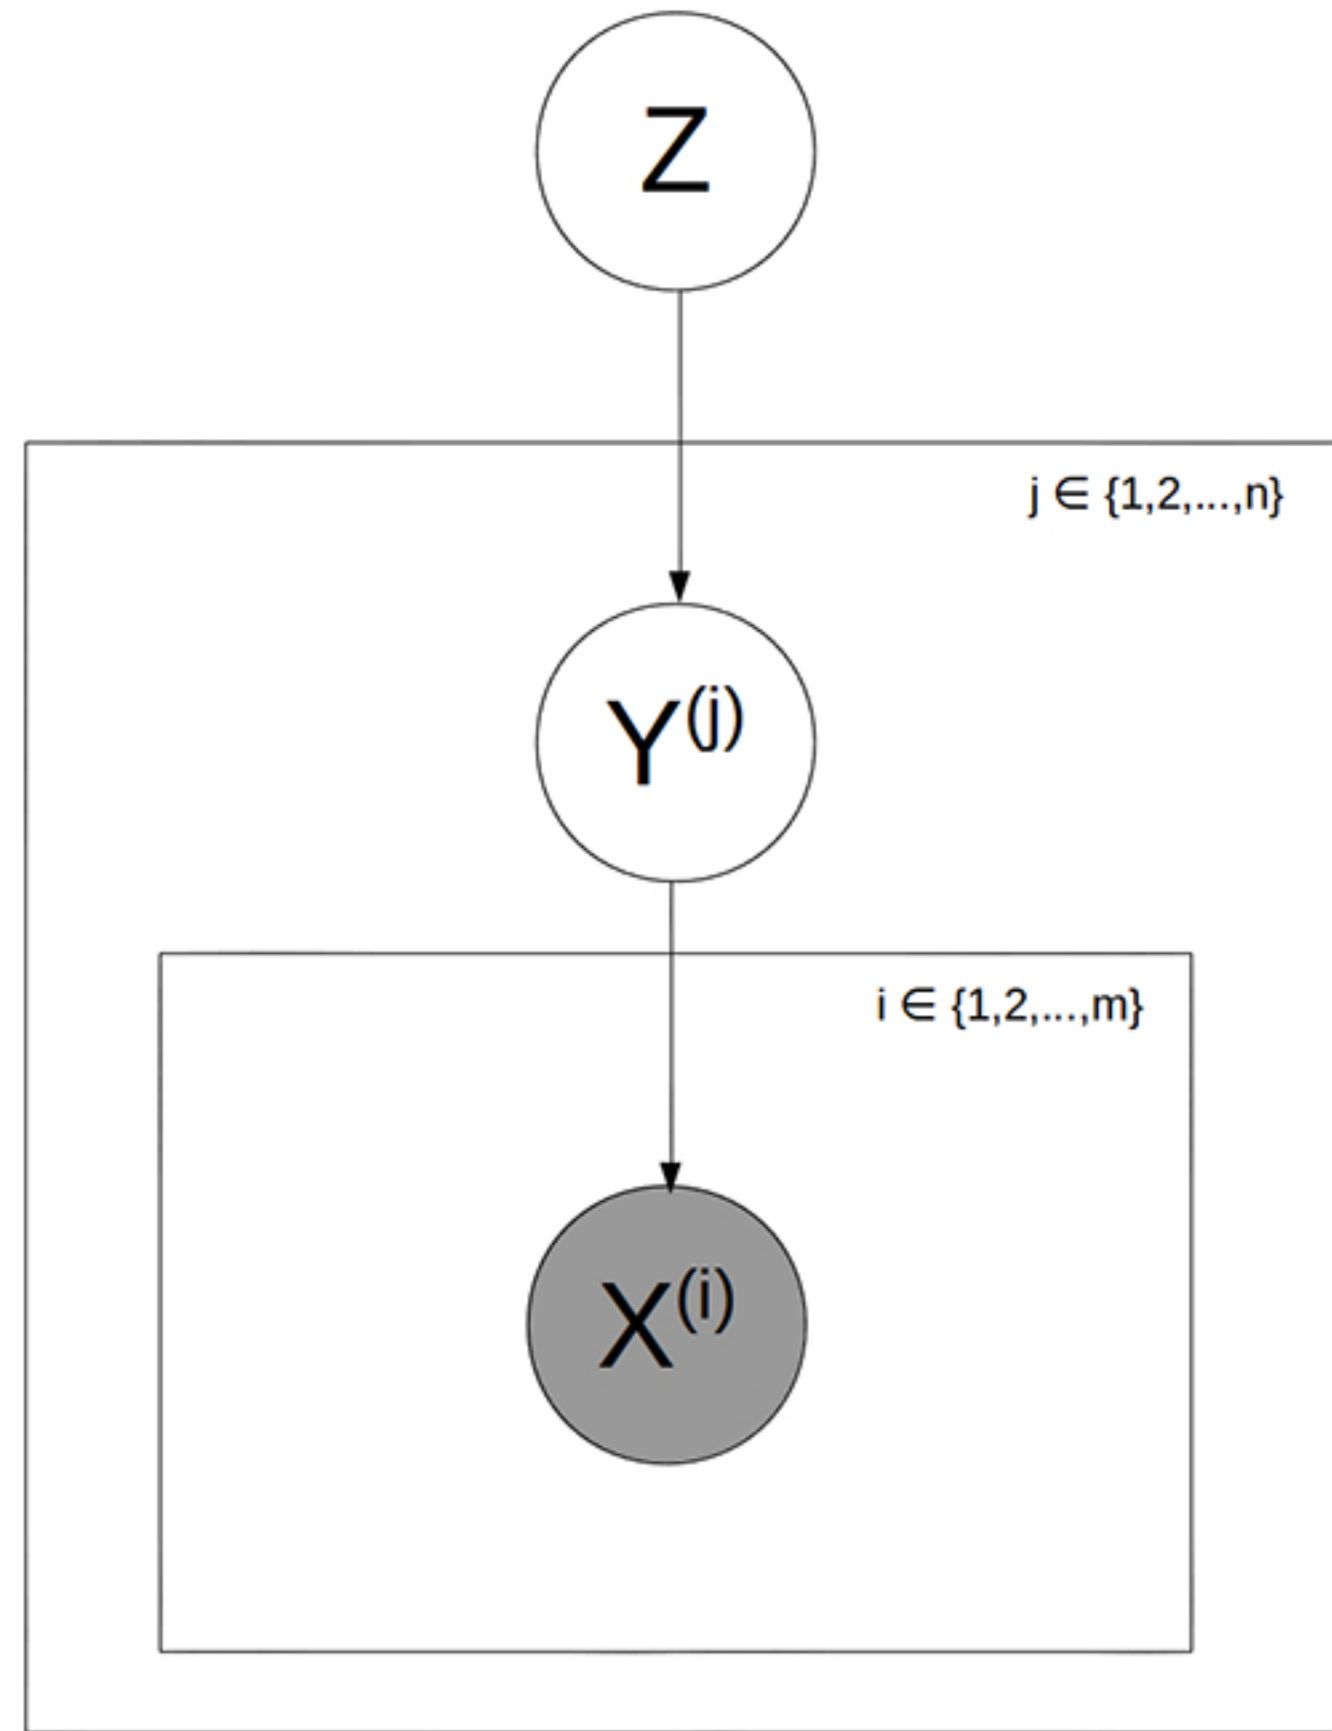 Z
j ∈ {1,2,...,n}
Y(j)
i ∈ {1,2,...,m}
X(i)